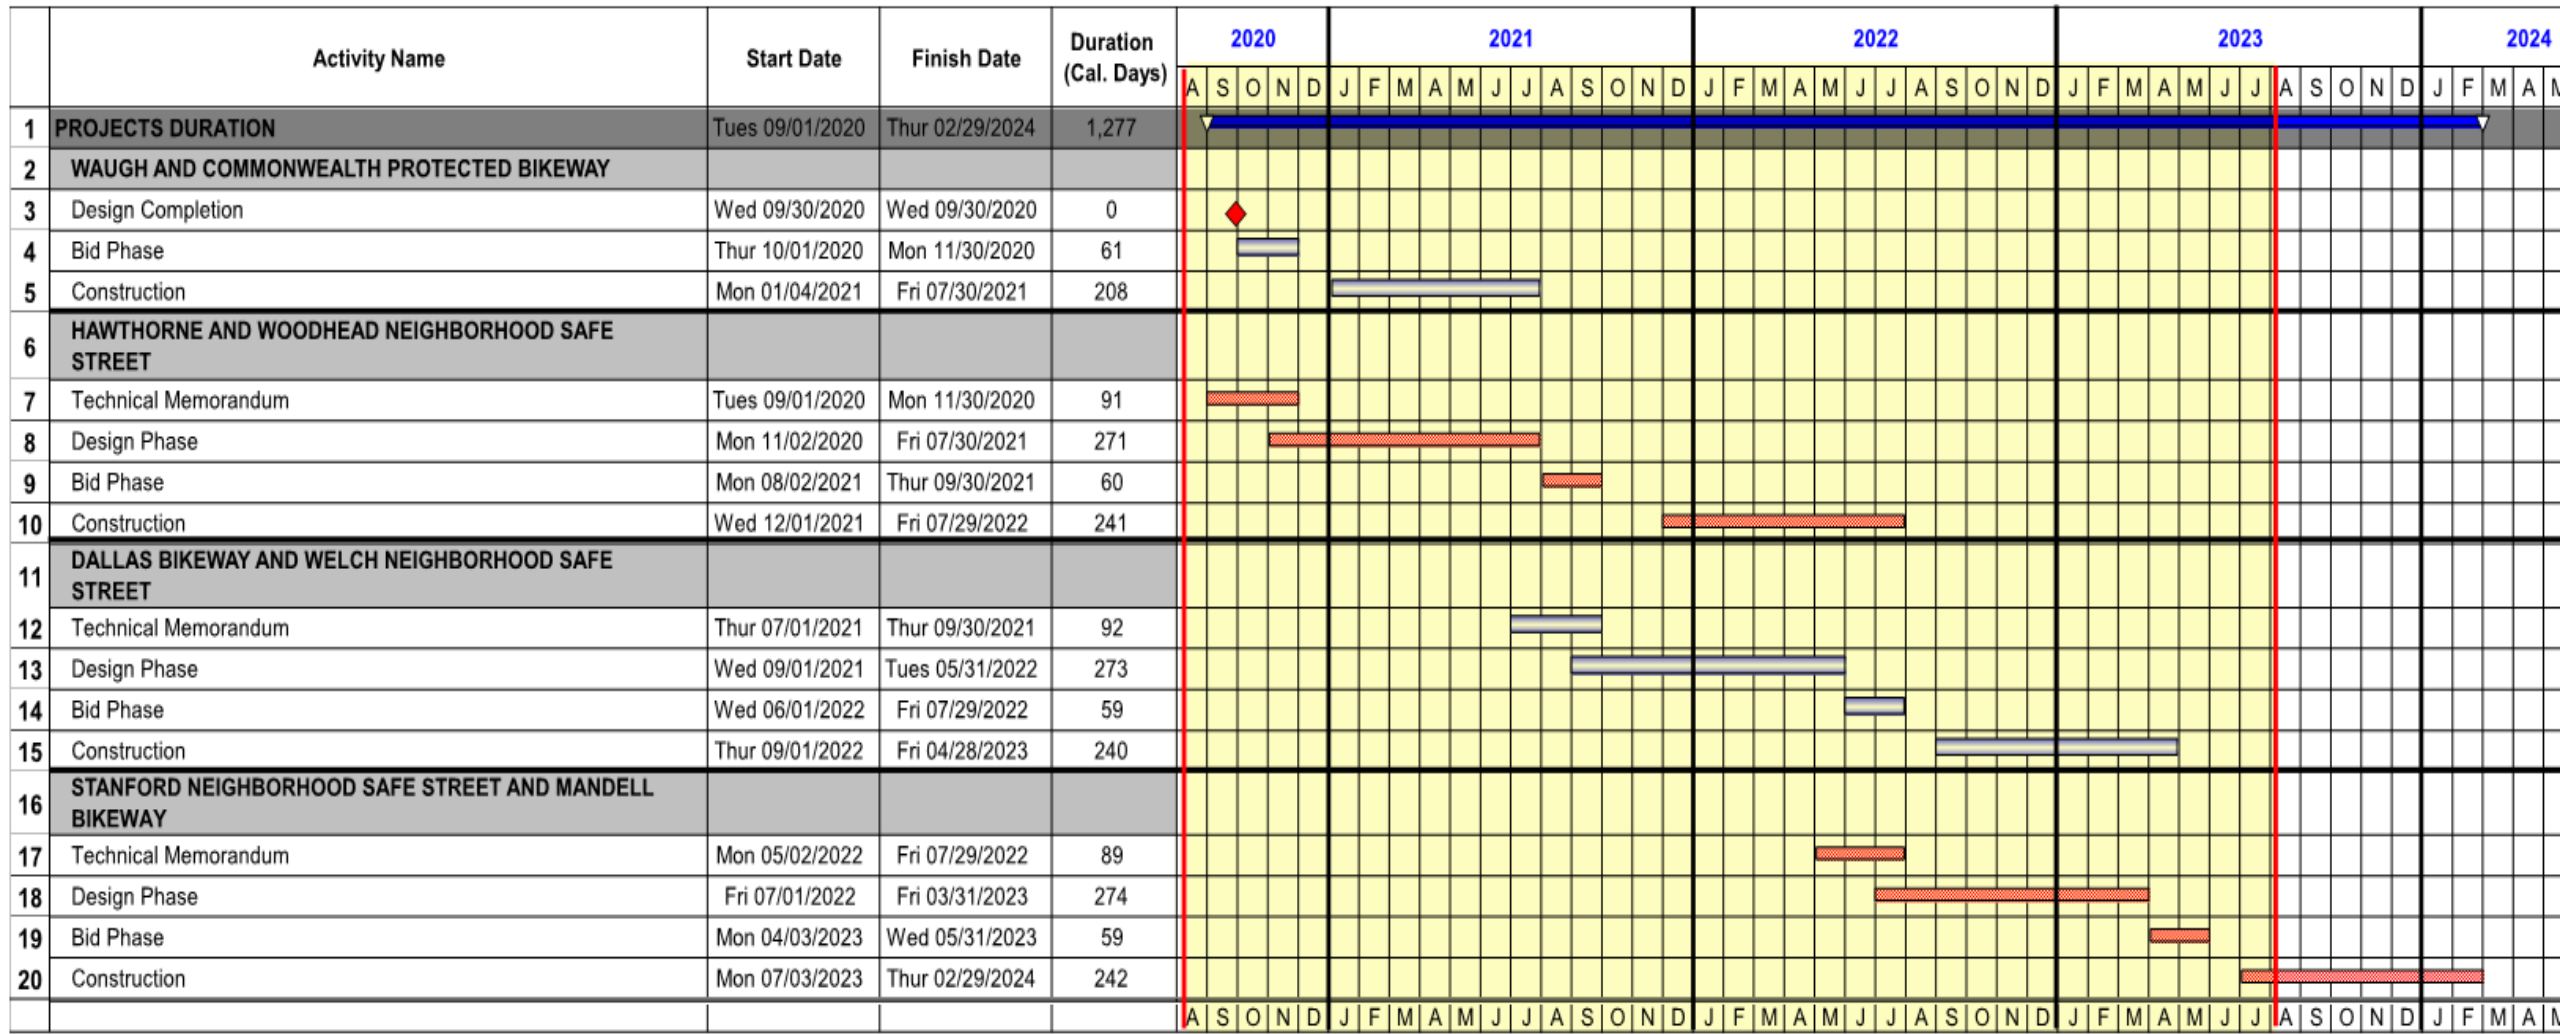 2020 2021 2022 2023 2024
Activity Name Start Date Finish Date Duration
(Cal. Days)
A S O N D J F M A M J J A S O N D J F M A M J J A S O N D J F M A M J J A S O N D J F M A M
1 PROJECTS DURATION Tues 09/01/2020 Thur 02/29/2024 1,277
2 WAUGH AND COMMONWEALTH PROTECTED BIKEWAY
3 Design Completion Wed 09/30/2020 Wed 09/30/2020 0
4 Bid Phase Thur 10/01/2020 Mon 11/30/2020 61
5 Construction Mon 01/04/2021 Fri 07/30/2021 208
6 HAWTHORNE AND WOODHEAD NEIGHBORHOOD SAFE
STREET
7 Technical Memorandum Tues 09/01/2020 Mon 11/30/2020 91
8 Design Phase Mon 11/02/2020 Fri 07/30/2021 271
9 Bid Phase Mon 08/02/2021 Thur 09/30/2021 60
10 Construction Wed 12/01/2021 Fri 07/29/2022 241
11 DALLAS BIKEWAY AND WELCH NEIGHBORHOOD SAFE
STREET
12 Technical Memorandum Thur 07/01/2021 Thur 09/30/2021 92
13 Design Phase Wed 09/01/2021 Tues 05/31/2022 273
14 Bid Phase Wed 06/01/2022 Fri 07/29/2022 59
15 Construction Thur 09/01/2022 Fri 04/28/2023 240
16 STANFORD NEIGHBORHOOD SAFE STREET AND MANDELL
BIKEWAY
17 Technical Memorandum Mon 05/02/2022 Fri 07/29/2022 89
18 Design Phase Fri 07/01/2022 Fri 03/31/2023 274
19 Bid Phase Mon 04/03/2023 Wed 05/31/2023 59
20 Construction Mon 07/03/2023 Thur 02/29/2024 242
A S O N D J F M A M J J A S O N D J F M A M J J A S O N D J F M A M J J A S O N D J F M A M